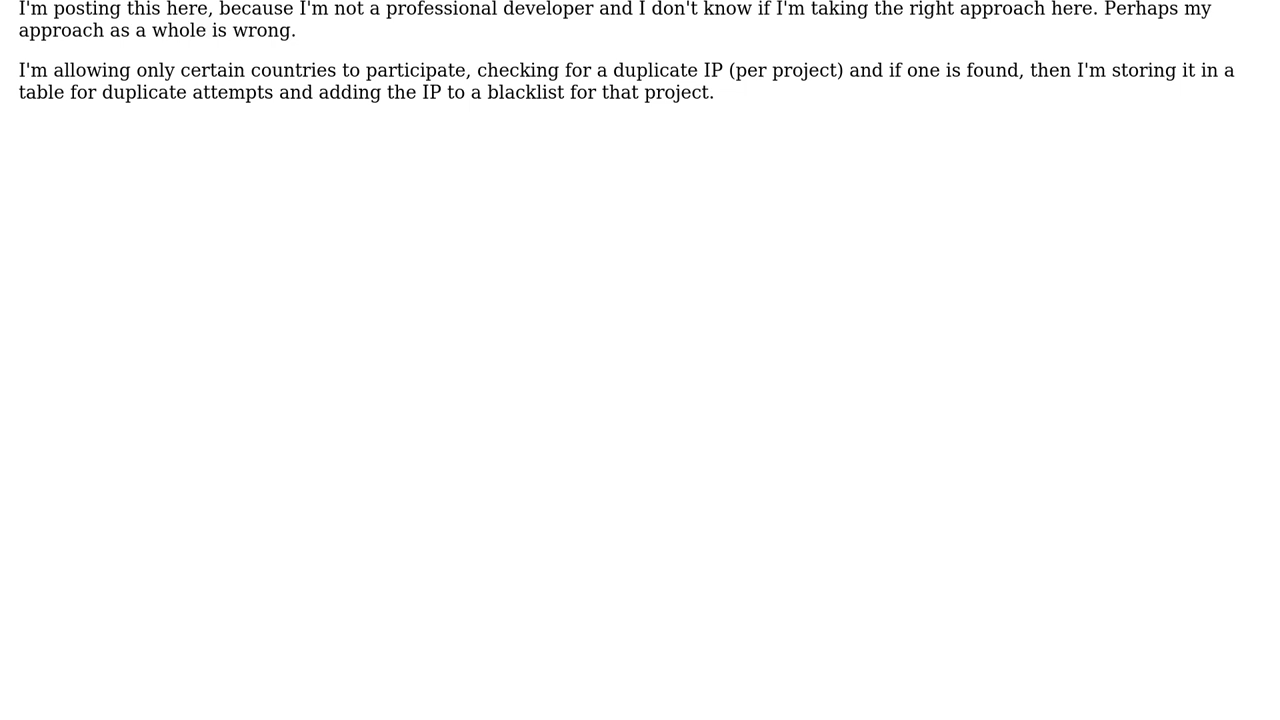 I'm posting this here, because I'm not a professional developer and I don't know if I'm taking the right approach here. Perhaps my
approach as a whole is wrong.
I'm allowing only certain countries to participate, checking for a duplicate IP (per project) and if one is found, then I'm storing it in a
table for duplicate attempts and adding the IP to a blacklist for that project.